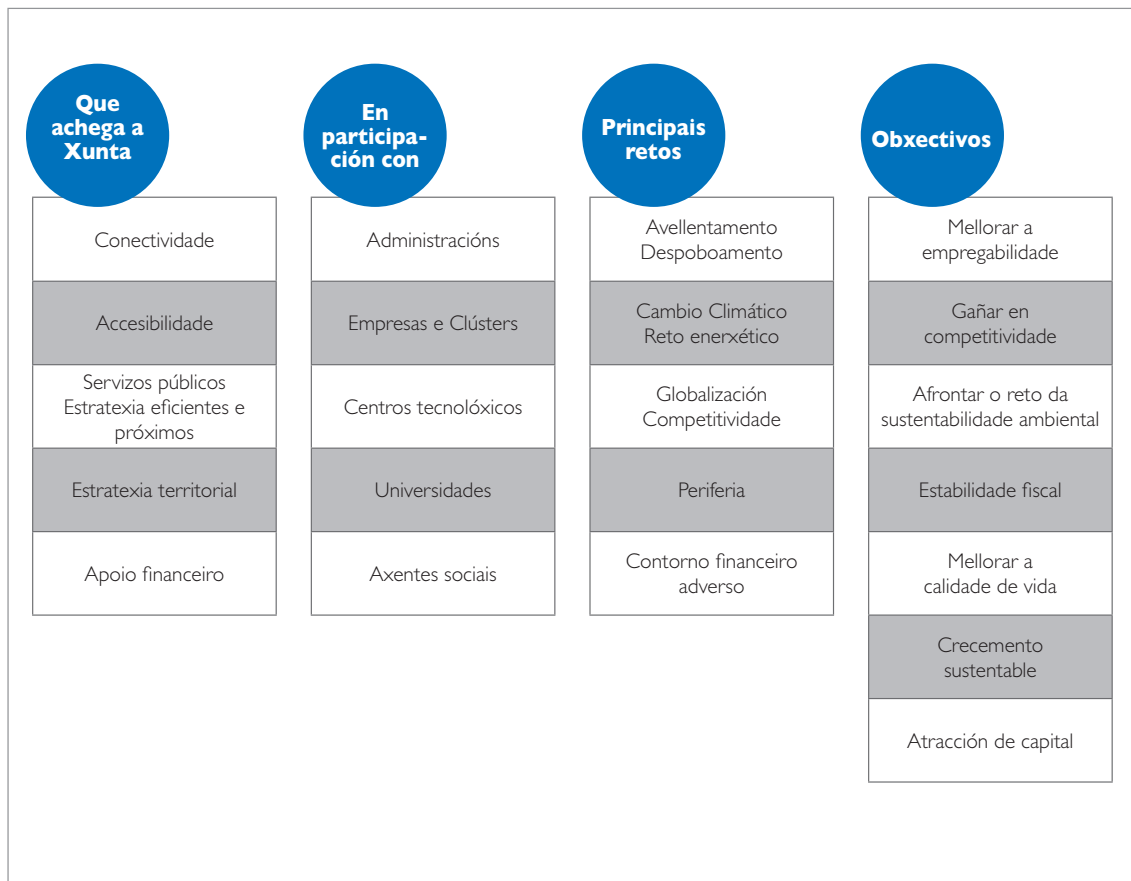 Que
achega a
Xunta
Conectividade
Accesibilidade
Servizos públicos
Estratexia eficientes e
próximos
Estratexia territorial
Apoio financeiro
En
participa-
ción con
Administracións
Empresas e Clústers
Centros tecnolóxicos
Universidades
Axentes sociais
Principais
retos
Avellentamento
Despoboamento
Cambio Climático
Reto enerxético
Globalización
Competitividade
Periferia
Contorno financeiro
adverso
Obxectivos
Mellorar a
empregabilidade
Gañar en
competitividade
Afrontar o reto da
sustentabilidade ambiental
Estabilidade fiscal
Mellorar a
calidade de vida
Crecemento
sustentable
Atracción de capital